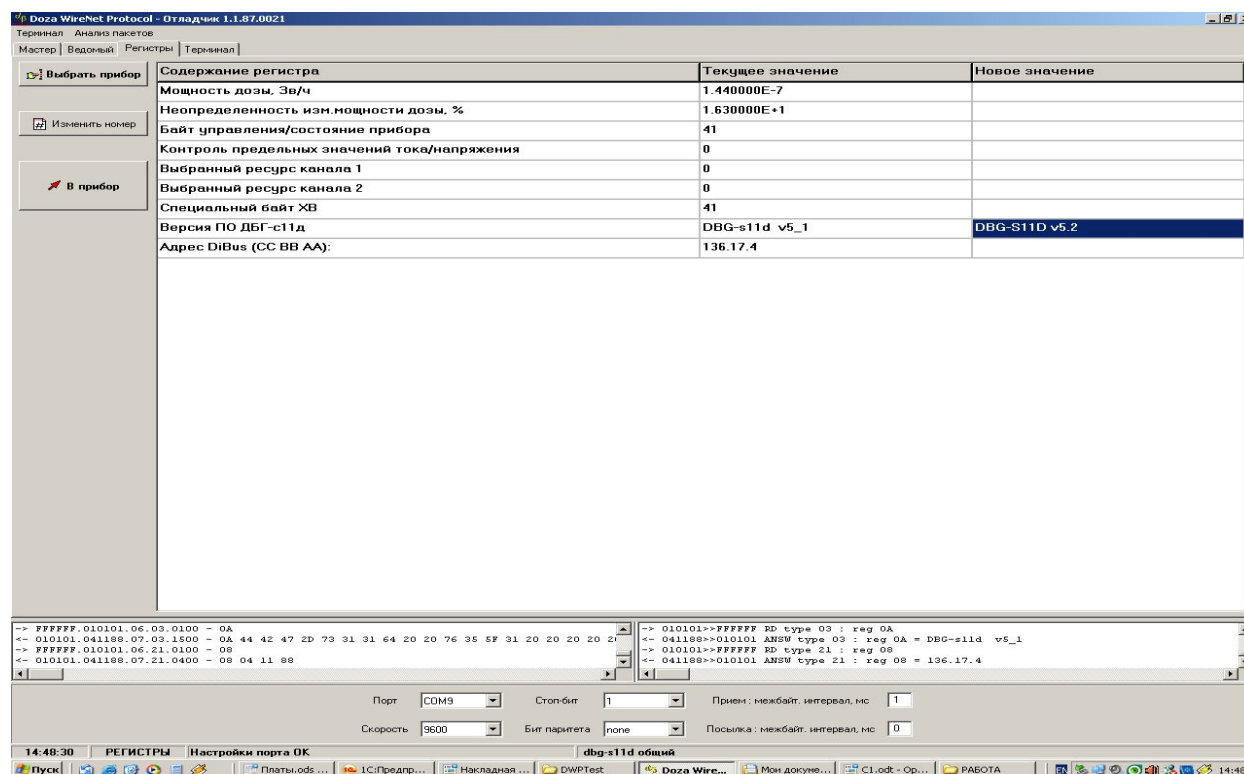 Doza WireNet Protocol - Отладчик 1.1.87.0021
Терминал Анализ пакетов
Мастер Ведомый Регистры Терминал
Выбрать прибор
Изменить номер
В прибор
Содержание регистра Текущее значение Новое значение
Мощность дозы, Зв/ч 1.440000E-7
Неопределенность изм.мощности дозы, % 1.630000E+1
Байт управления/состояние прибора 41
Контроль предельных значений тока/напряжения 0
Выбранный ресурс канала 1 0
Выбранный ресурс канала 2 0
Специальный байт ХВ 41
Версия ПО ДБГ-с11д DBG-s11d v5_1 DBG-S11D v5.2
Адрес DiBus (CC BB AA): 136.17.4
-> FFFFFF.010101.06.03.0100 - 0A
<- 010101.041188.07.03.1500 - 0A 44 42 47 2D 73 31 31 64 20 20 76 35 5F 31 20 20 20 20
-> FFFFFF.010101.06.21.0100 - 08
<- 010101.041188.07.21.0400 - 08 04 11 88
-> 010101>>FFFFFF RD type 03 : reg 0A
<- 041188>>010101 ANSW type 03 : reg 0A = DBG-s11d v5_1
-> 010101>>FFFFFF RD type 21 : reg 08
<- 041188>>010101 ANSW type 21 : reg 08 = 136.17.4
Порт COM9 Стоп-бит 1 Прием : межбайт. интервал, мс 1
Скорость 9600 Бит паритета none Посылка : межбайт. интервал, мс 0
14:48:30 РЕГИСТРЫ Настройки порта ОК dbg-s11d общий
Пуск Платы.ods ... 1С:Предпр... Накладная ... DWPTest Doza Wire... Мои докуме... C1.odt - Op... РАБОТА EN 14:48